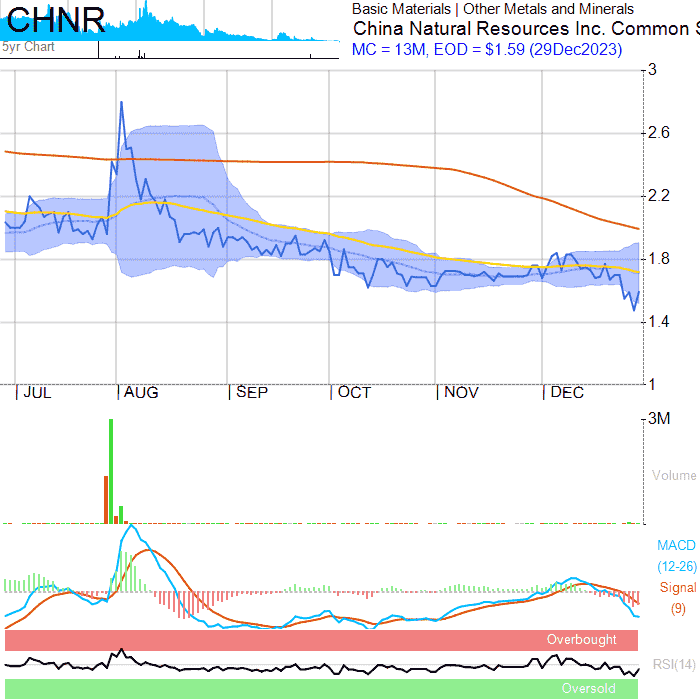 CHNR
5yr Chart
Basic Materials | Other Metals and Minerals
China Natural Resources Inc. Common S
MC = 13M, EOD = $1.59 (29Dec2023)
3
2.6
2.2
1.8
1.4
1
JUL AUG SEP OCT NOV DEC
3M
Volume
MACD
(12-26)
Signal
(9)
Overbought
RSI(14)
Oversold